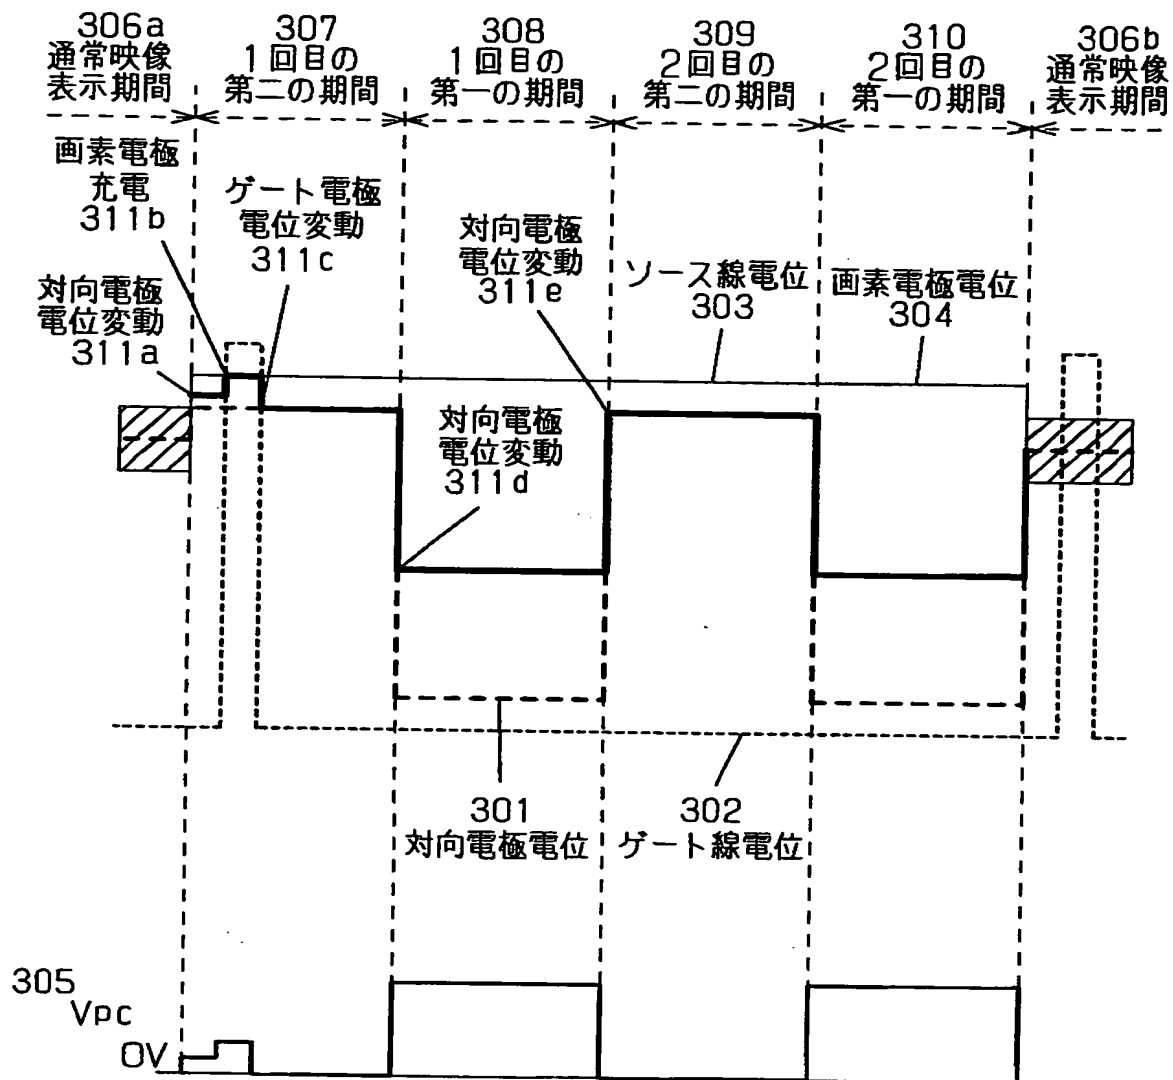 306a
通常映像
表示期間
307
1回目の
第二の期間
308
1回目の
第一の期間
309
2回目の
第二の期間
310
2回目の
第一の期間
306b
通常映像
表示期間
画素電極
充電
311b
ゲート電極
電位変動
311c
対向電極
電位変動
311a
対向電極
電位変動
311e
ソース線電位
303
画素電極電位
304
対向電極
電位変動
311d
301
対向電極電位
302
ゲート線電位
305
Vpc
0V